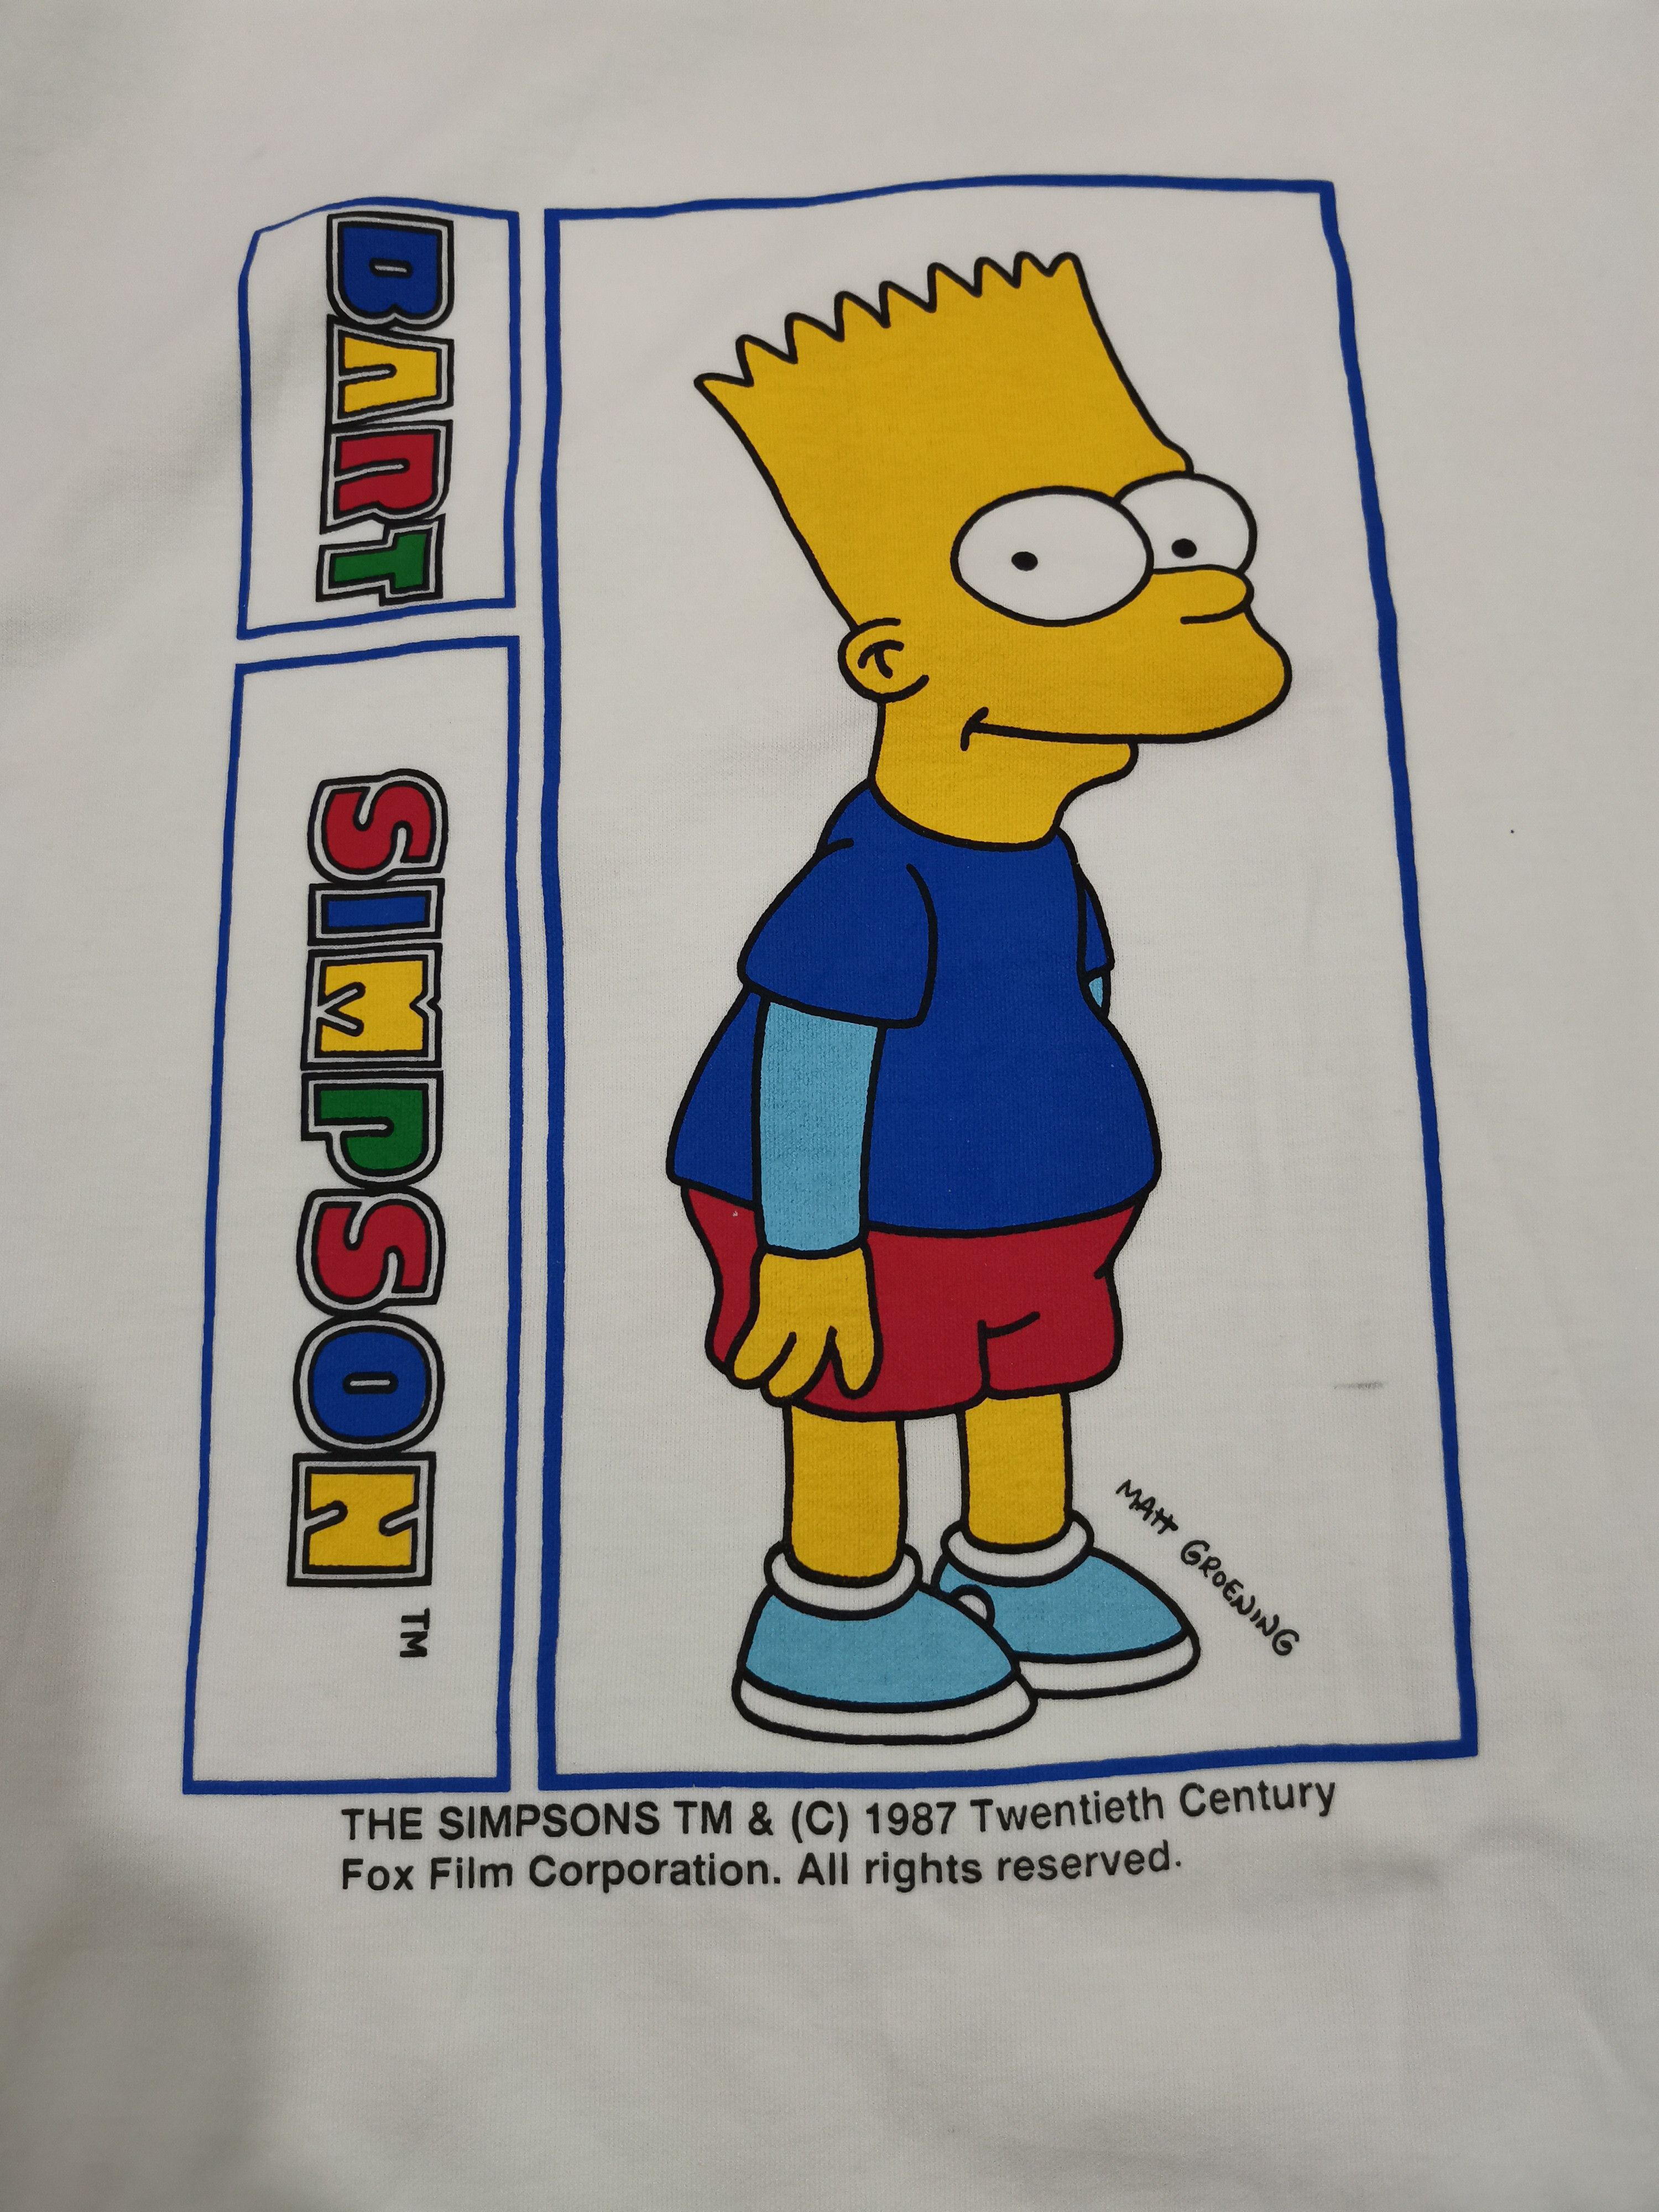 BART
SIMPSON ™
MATT GROENING
THE SIMPSONS TM & (C) 1987 Twentieth Century
Fox Film Corporation. All rights reserved.